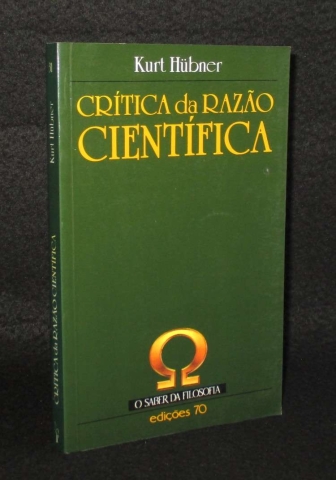 Kurt Hübner
CRÍTICA da RAZÃO
CIENTÍFICA
O SABER DA FILOSOFIA
edições 70
Kurt Hübner
CRÍTICA da RAZÃO CIENTÍFICA